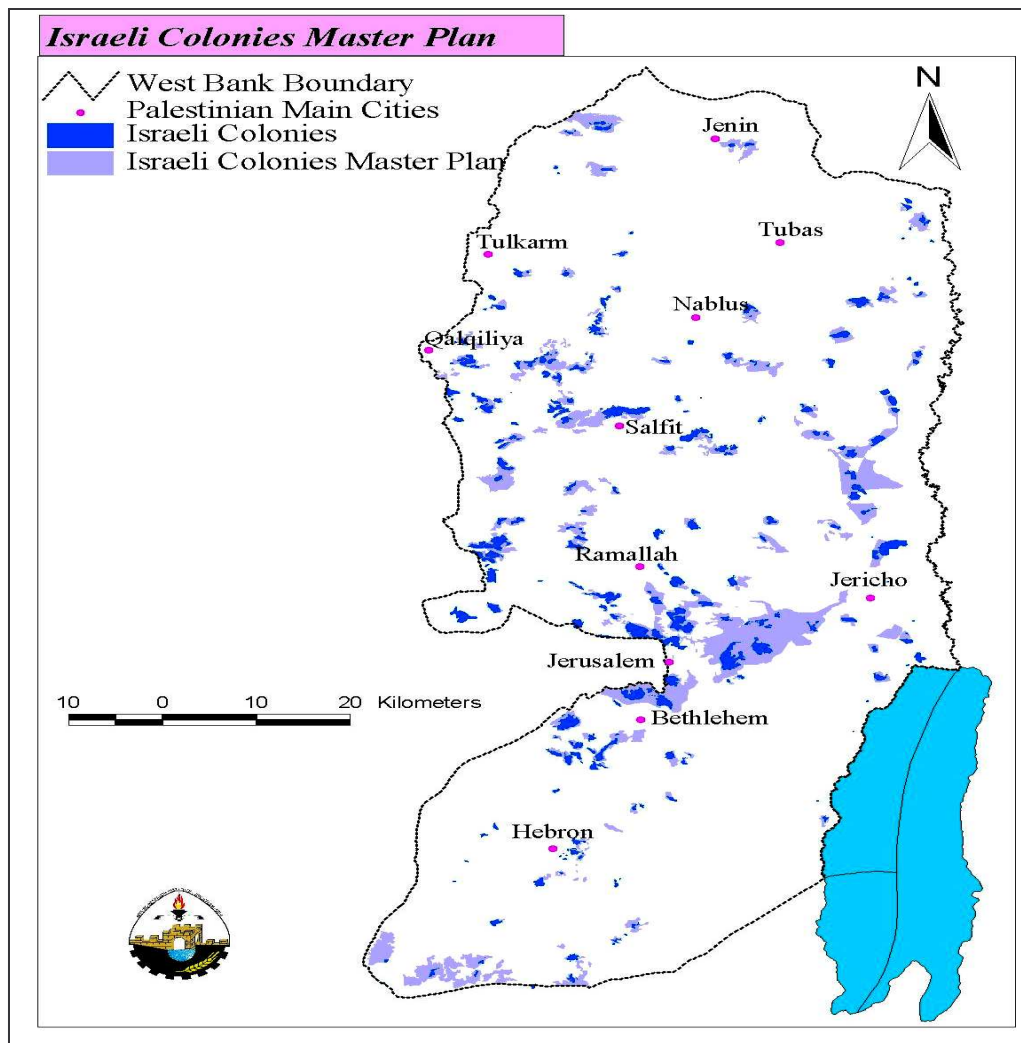 Israeli Colonies Master Plan
West Bank Boundary
Palestinian Main Cities
Israeli Colonies
Israeli Colonies Master Plan
N
Jenin
Tubas
Tulkarm
Nablus
Qalqiliya
Salfit
Ramallah
Jericho
Jerusalem
10 0 10 20 Kilometers
Bethlehem
Hebron